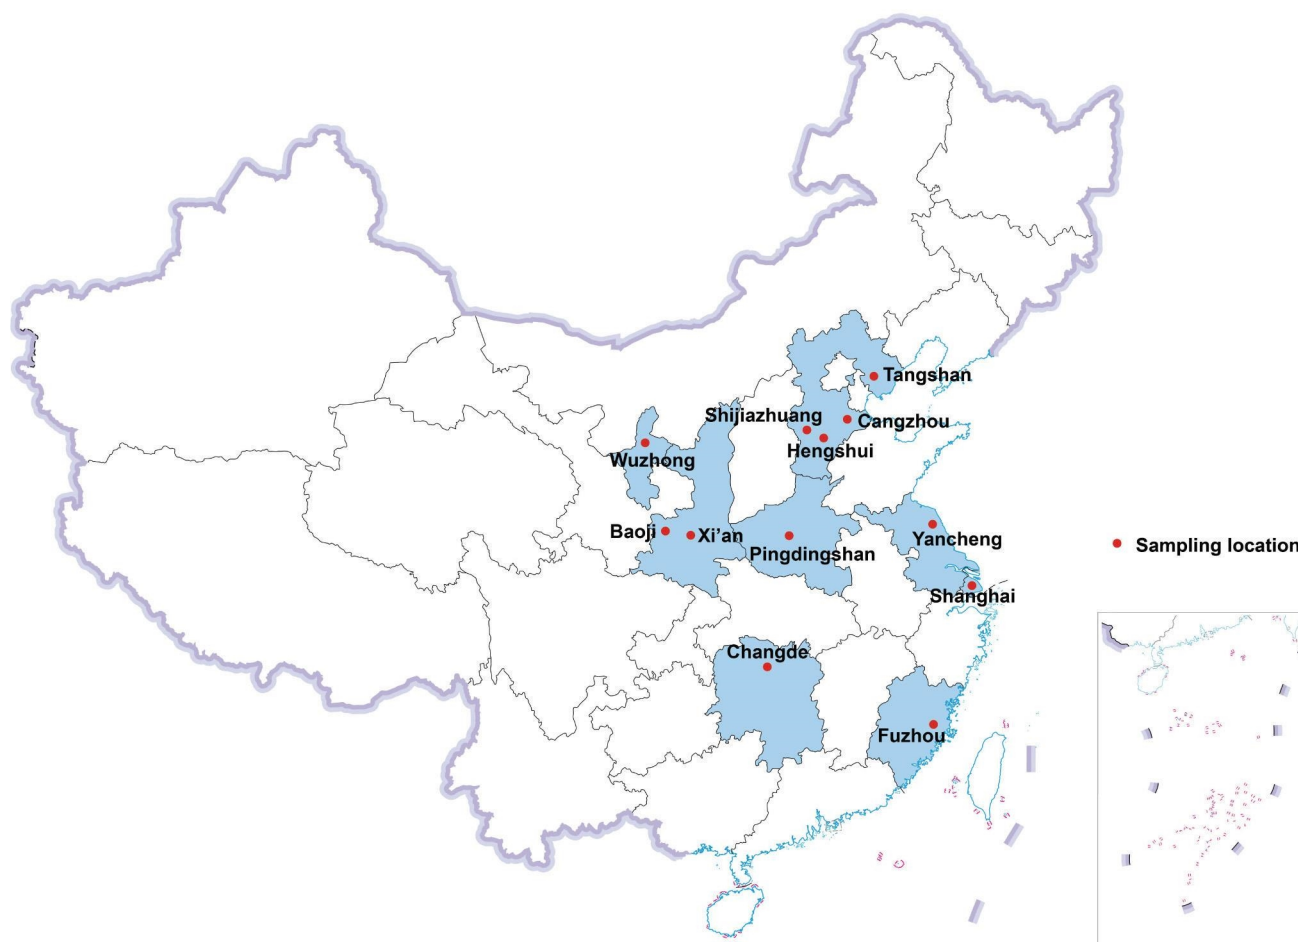 Tangshan
Shijiazhuang
Cangzhou
Hengshui
Wuzhong
Baoji
Xi'an
Pingdingshan
Yancheng
Sampling location
Shanghai
Changde
Fuzhou